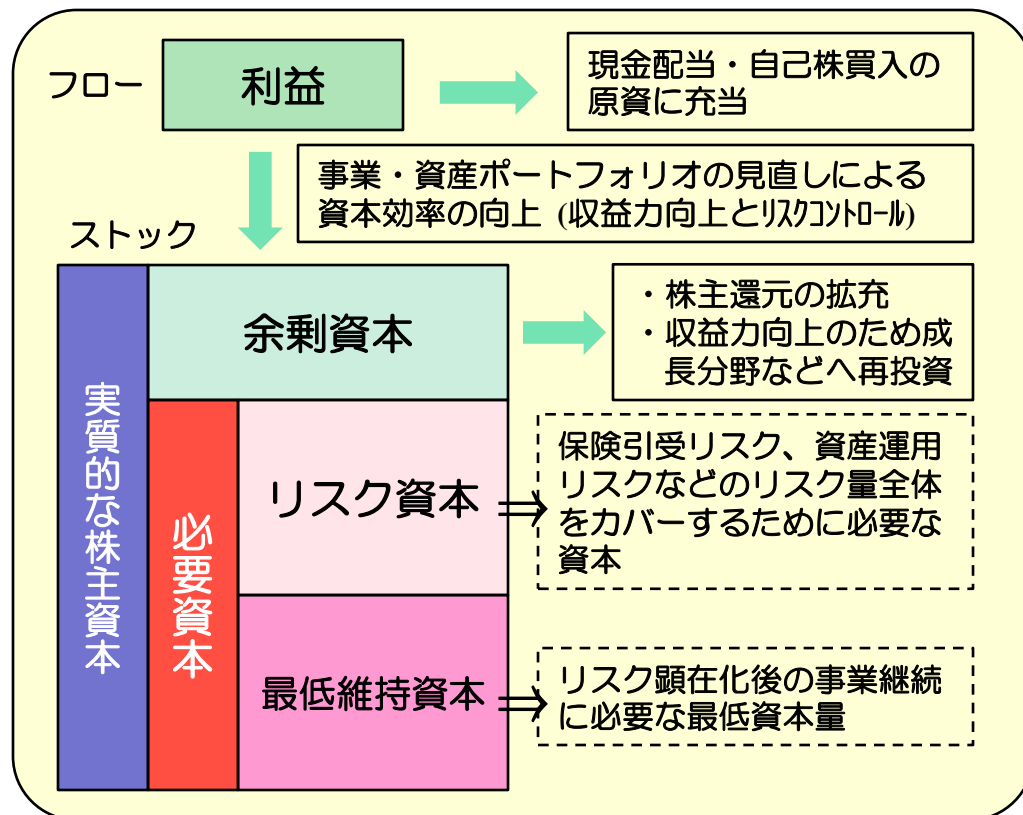 フロー
利益
現金配当・自己株買入の
原資に充当
事業・資産ポートフォリオの見直しによる
資本効率の向上 (収益力向上とリスクコントロール)
ストック
実質的な株主資本
余剰資本
・株主還元の拡充
・収益力向上のため成
長分野などへ再投資
必要資本
リスク資本
保険引受リスク、資産運用
リスクなどのリスク量全体
をカバーするために必要な
資本
最低維持資本
リスク顕在化後の事業継続
に必要な最低資本量